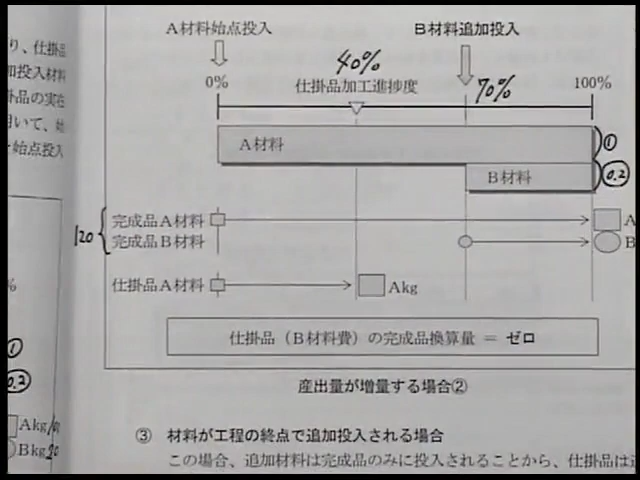 A材料始点投入
B材料追加投入
40%
70%
0%
仕掛品加工進捗度
100%
A材料
①
B材料
0.2
120
完成品A材料
A
完成品B材料
B
仕掛品A材料
Akg
仕掛品(B材料費)の完成品換算量 = ゼロ
産出量が増量する場合②
③ 材料が工程の終点で追加投入される場合
この場合、追加材料は完成品のみに投入されることから、仕掛品は
り、仕掛品
加投入材料
品の実在
用いて、始
始点投入
%
①
0.2
Akg
Bkg